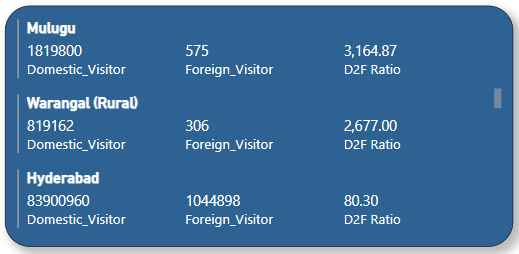 Mulugu
1819800 575 3,164.87
Domestic_Visitor Foreign_Visitor D2F Ratio
Warangal (Rural)
819162 306 2,677.00
Domestic_Visitor Foreign_Visitor D2F Ratio
Hyderabad
83900960 1044898 80.30
Domestic_Visitor Foreign_Visitor D2F Ratio